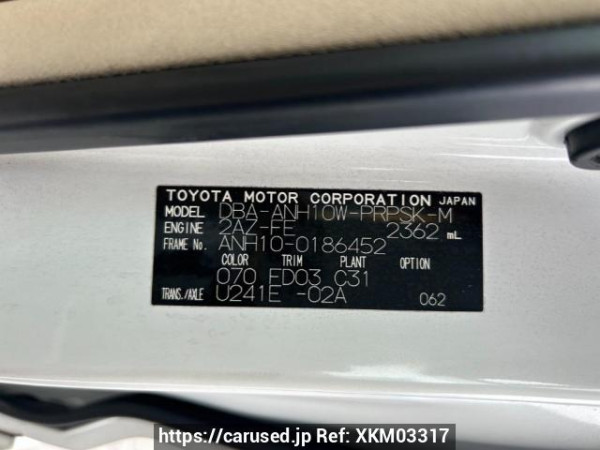 TOYOTA MOTOR CORPORATION JAPAN
MODEL DBA-ANH10W-PRPSK-M
ENGINE 2AZ-FE 2362 mL
FRAME No. ANH10-0186452
COLOR TRIM PLANT OPTION
070 FD03 C31
TRANS./AXLE U241E -02A 062
https://carused.jp Ref: XKM03317